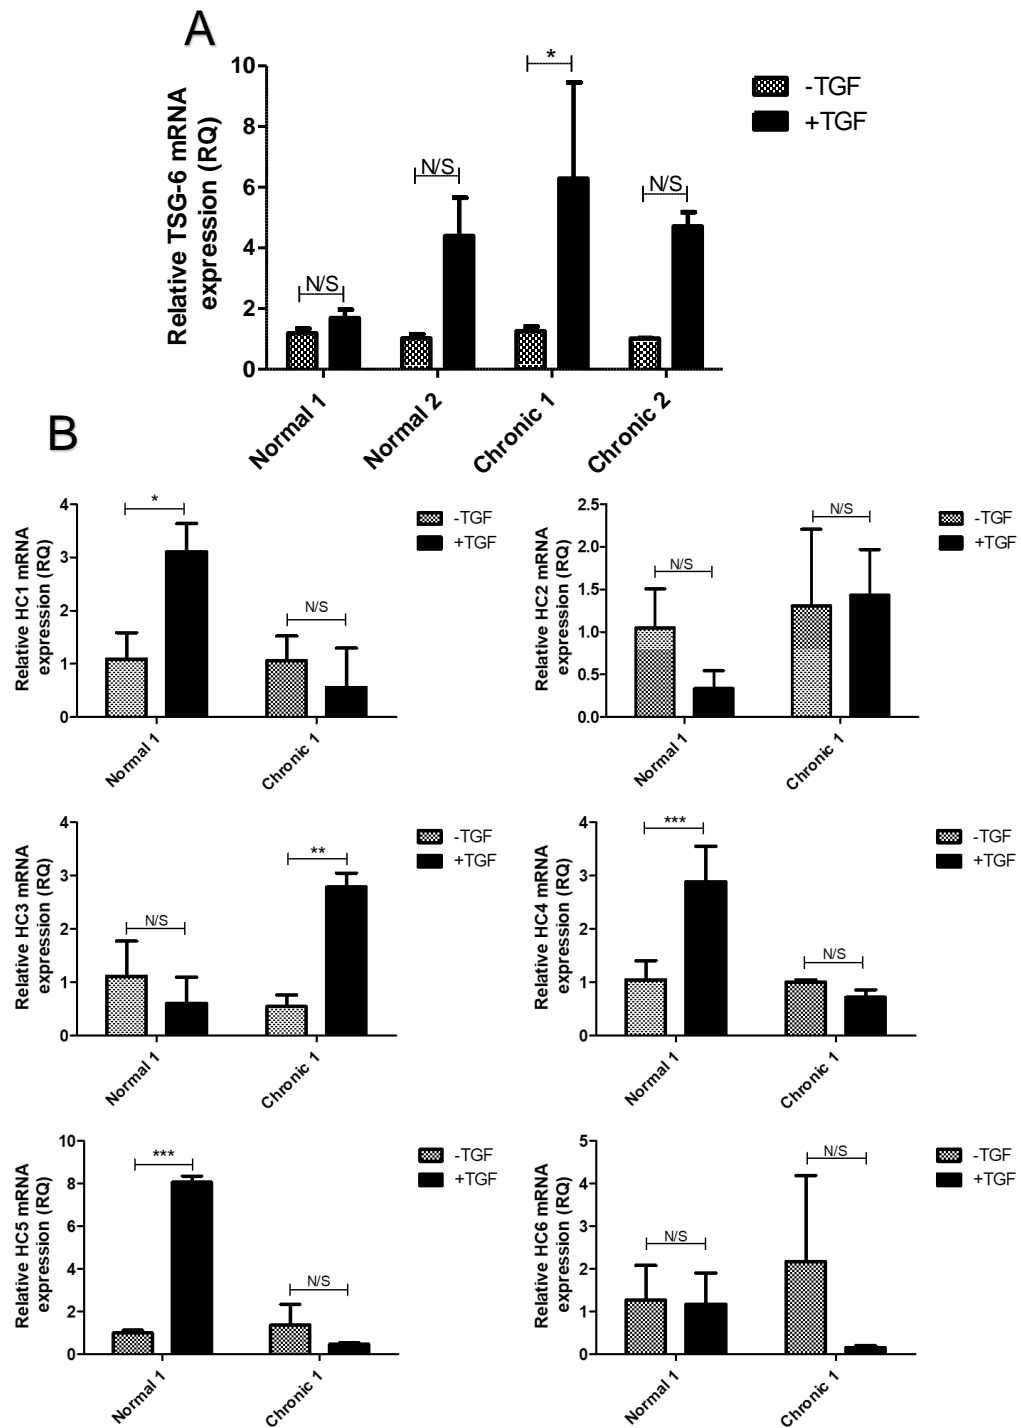 A
Relative TSG-6 mRNA
expression (RQ)
10
8
6
4
2
0
N/S
N/S
*
N/S
-TGF
+TGF
Normal 1
Normal 2
Chronic 1
Chronic 2
B
Relative HC1 mRNA
expression (RQ)
4
3
2
1
0
*
N/S
-TGF
+TGF
Normal 1
Chronic 1
Relative HC2 mRNA
expression (RQ)
2.5
2.0
1.5
1.0
0.5
0.0
N/S
N/S
-TGF
+TGF
Normal 1
Chronic 1
Relative HC3 mRNA
expression (RQ)
4
3
2
1
0
N/S
**
-TGF
+TGF
Normal 1
Chronic 1
Relative HC4 mRNA
expression (RQ)
4
3
2
1
0
***
N/S
-TGF
+TGF
Normal 1
Chronic 1
Relative HC5 mRNA
expression (RQ)
10
8
6
4
2
0
***
N/S
-TGF
+TGF
Normal 1
Chronic 1
Relative HC6 mRNA
expression (RQ)
5
4
3
2
1
0
N/S
N/S
-TGF
+TGF
Normal 1
Chronic 1